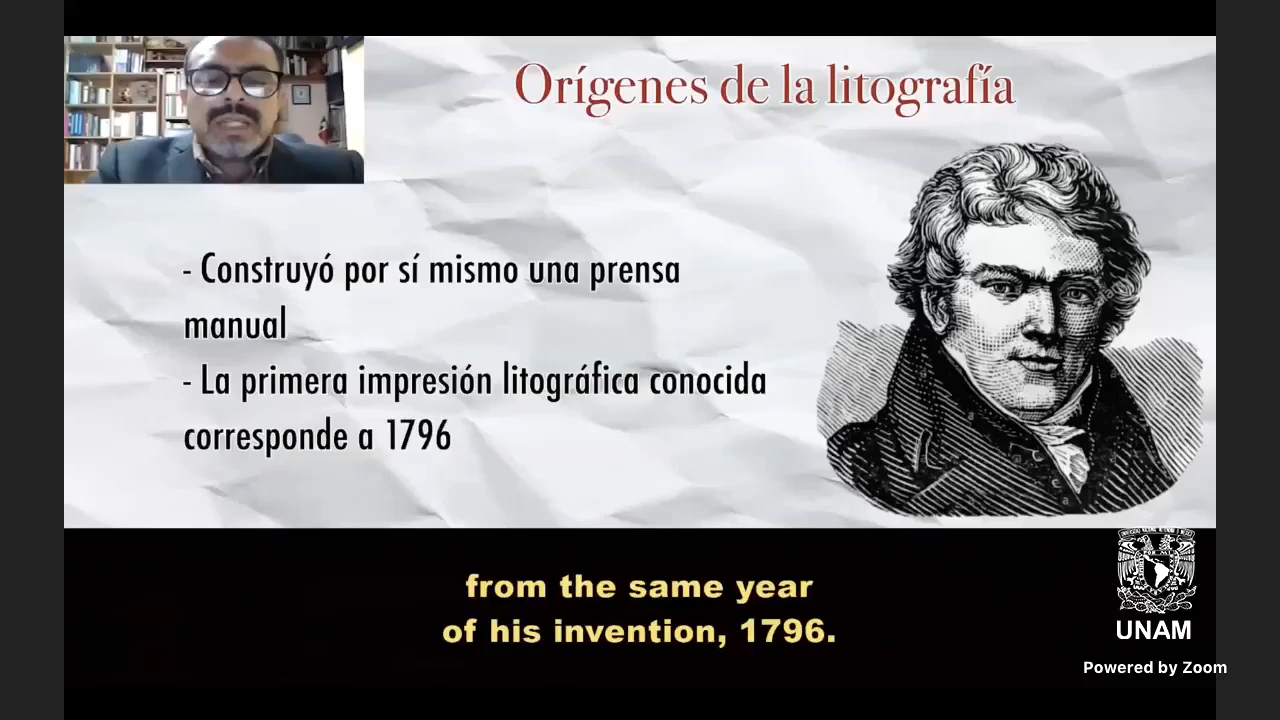 Orígenes de la litografía
- Construyó por sí mismo una prensa
manual
- La primera impresión litográfica conocida
corresponde a 1796
from the same year
of his invention, 1796.
UNAM
Powered by Zoom